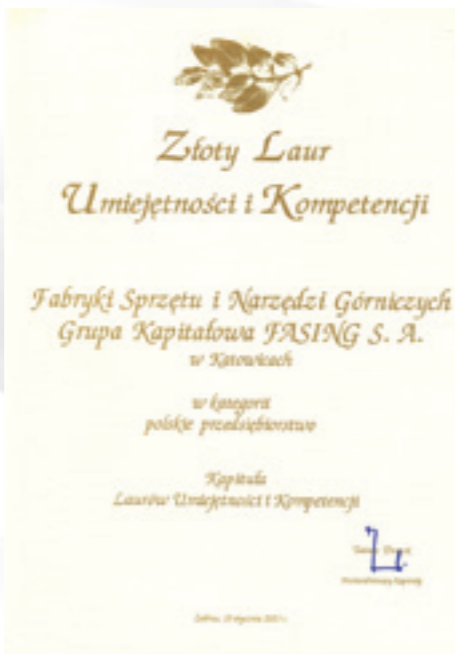 Złoty Laur
Umiejętności i Kompetencji
Fabryki Sprzętu i Narzędzi Górniczych
Grupa Kapitałowa FASING S. A.
w Katowicach
w kategorii
polskie przedsiębiorstwo
Kapituła
Laurów Umiejętności i Kompetencji